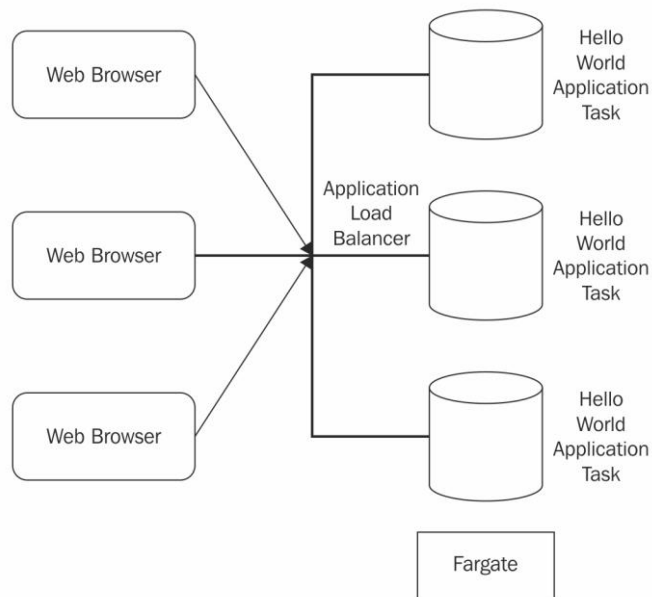 Web Browser
Hello
World
Application
Task
Application
Load
Balancer
Web Browser
Hello
World
Application
Task
Web Browser
Hello
World
Application
Task
Fargate